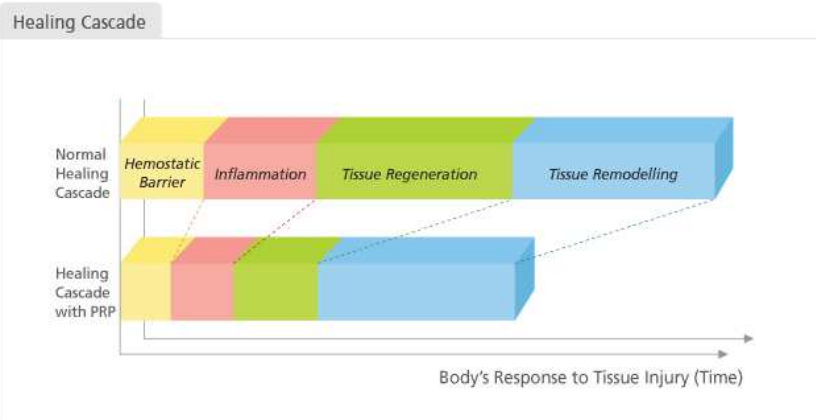 Healing Cascade
Normal
Healing
Cascade
Hemostatic
Barrier
Inflammation
Tissue Regeneration
Tissue Remodelling
Healing
Cascade
with PRP
Body's Response to Tissue Injury (Time)